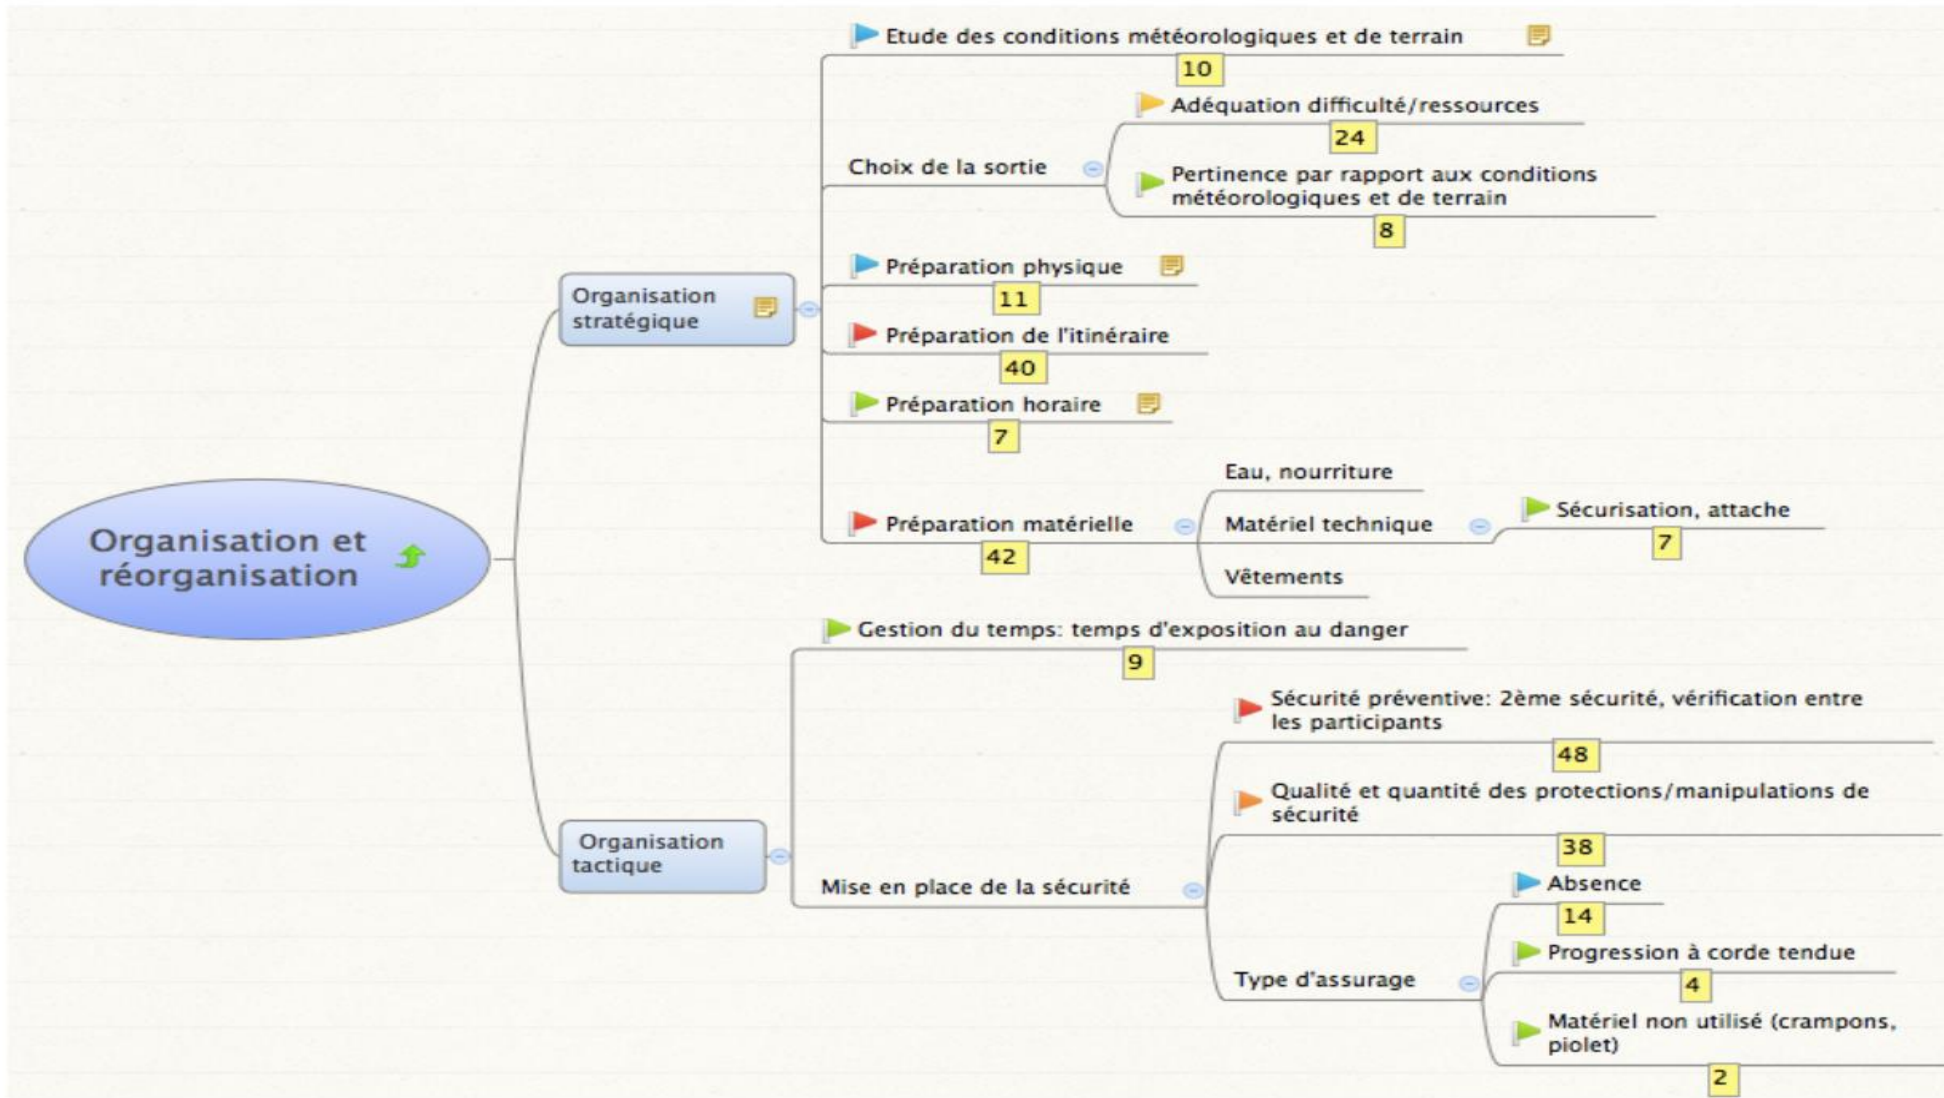 Etude des conditions météorologiques et de terrain
10
Adéquation difficulté/ressources
24
Choix de la sortie
Pertinence par rapport aux conditions
météorologiques et de terrain
8
Organisation
stratégique
Préparation physique
11
Préparation de l'itinéraire
40
Préparation horaire
7
Préparation matérielle
42
Eau, nourriture
Matériel technique
Sécurisation, attache
7
Vêtements
Organisation et
réorganisation
Gestion du temps: temps d'exposition au danger
9
Organisation
tactique
Mise en place de la sécurité
Sécurité préventive: 2ème sécurité, vérification entre
les participants
48
Qualité et quantité des protections/manipulations de
sécurité
38
Type d'assurage
Absence
14
Progression à corde tendue
4
Matériel non utilisé (crampons,
piolet)
2